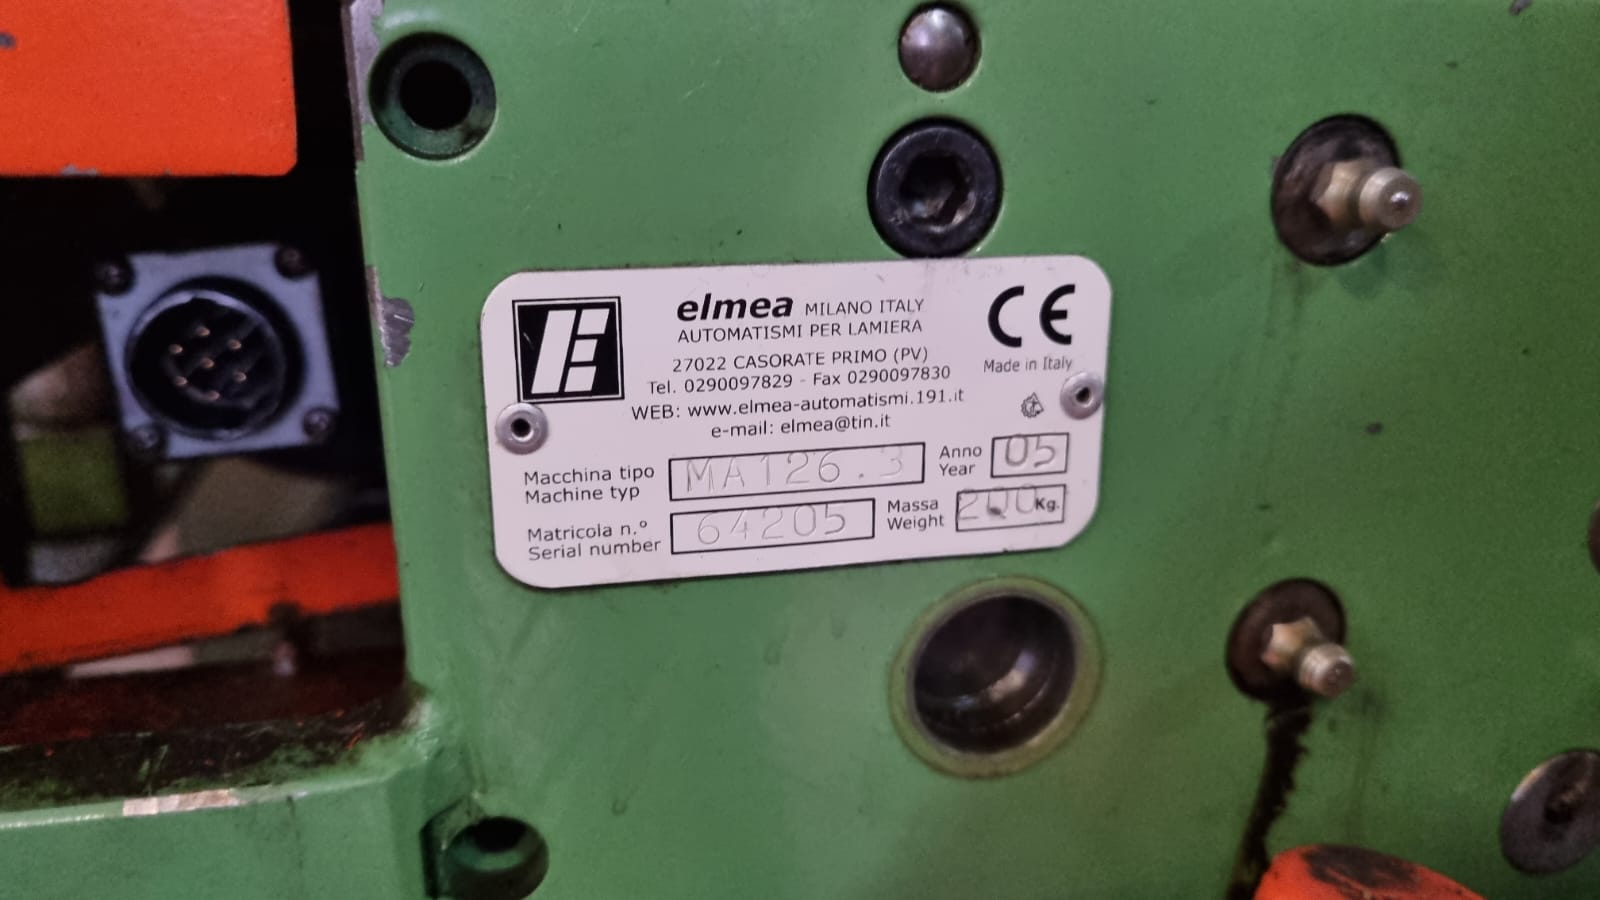 elmea MILANO ITALY
AUTOMATISMI PER LAMIERA
27022 CASORATE PRIMO (PV)
Tel. 0290097829 - Fax 0290097830
WEB: www.elmea-automatismi.191.it
e-mail: elmea@tin.it
CE
Made in Italy
Macchina tipo
Machine typ
MA126.3
Anno
Year
05
Matricola n.°
Serial number
64205
Massa
Weight
200 Kg.